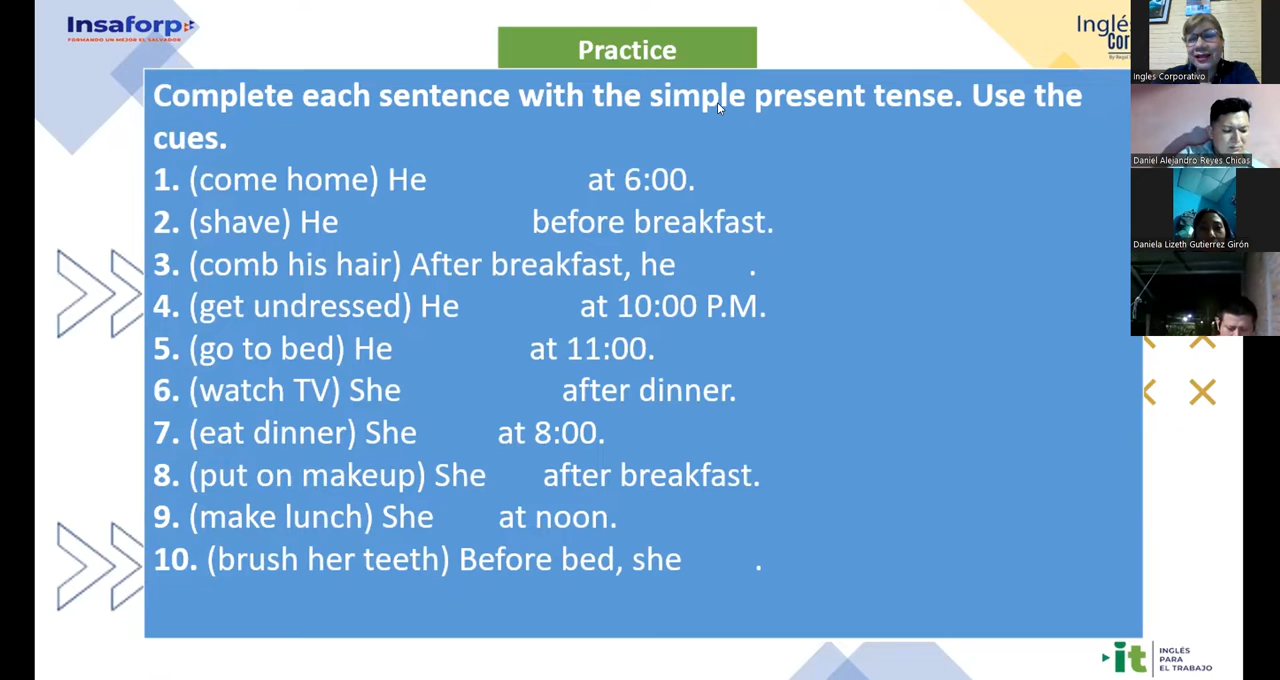 Insaforp
FORMANDO UN MEJOR EL SALVADOR
Practice
Inglés
Cor
Complete each sentence with the simple present tense. Use the
cues.
1. (come home) He at 6:00.
2. (shave) He before breakfast.
3. (comb his hair) After breakfast, he .
4. (get undressed) He at 10:00 P.M.
5. (go to bed) He at 11:00.
6. (watch TV) She after dinner.
7. (eat dinner) She at 8:00.
8. (put on makeup) She after breakfast.
9. (make lunch) She at noon.
10. (brush her teeth) Before bed, she .
Ingles Corporativo
Daniel Alejandro Reyes Chicas
Daniela Lizeth Gutierrez Girón
it
INGLÉS
PARA
EL TRABAJO